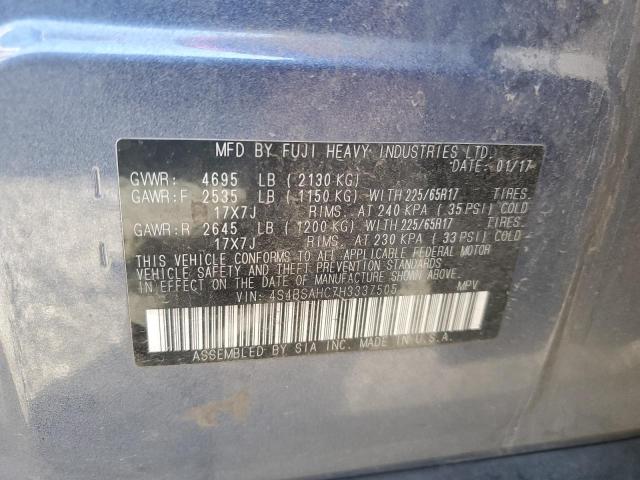 MFD BY FUJI HEAVY INDUSTRIES LTD.
DATE: 01/17
GVWR: 4695 LB (2130 KG)
GAWR:F 2535 LB (1150 KG) WITH 225/65R17 TIRES.
17X7J RIMS. AT 240 KPA (35 PSI) COLD
GAWR:R 2645 LB (1200 KG) WITH 225/65R17 TIRES.
17X7J RIMS. AT 230 KPA (33 PSI) COLD
THIS VEHICLE CONFORMS TO ALL APPLICABLE FEDERAL MOTOR
VEHICLE SAFETY AND THEFT PREVENTION STANDARDS
IN EFFECT ON THE DATE OF MANUFACTURE SHOWN ABOVE.
VIN: 4S4BSAHC7H3337505 MPV
ASSEMBLED BY SIA INC. MADE IN U.S.A.